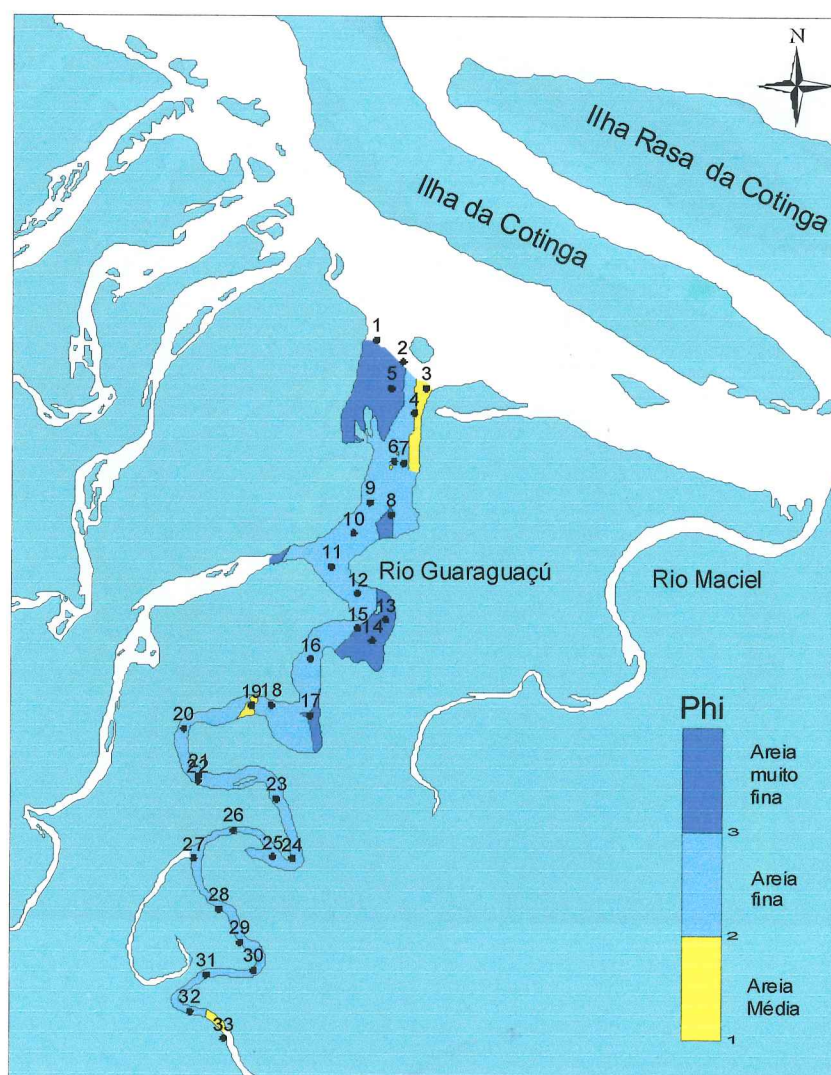 N
Ilha Rasa da Cotinga
Ilha da Cotinga
1
2
5
3
4
67
9
8
10
11
Rio Guaraguaçú
Rio Maciel
12
13
15
14
16
17
19
18
20
21
22
23
26
27
25
24
28
29
30
31
32
33
Phi
Areia
muito
fina
3
Areia
fina
2
Areia
Média
1